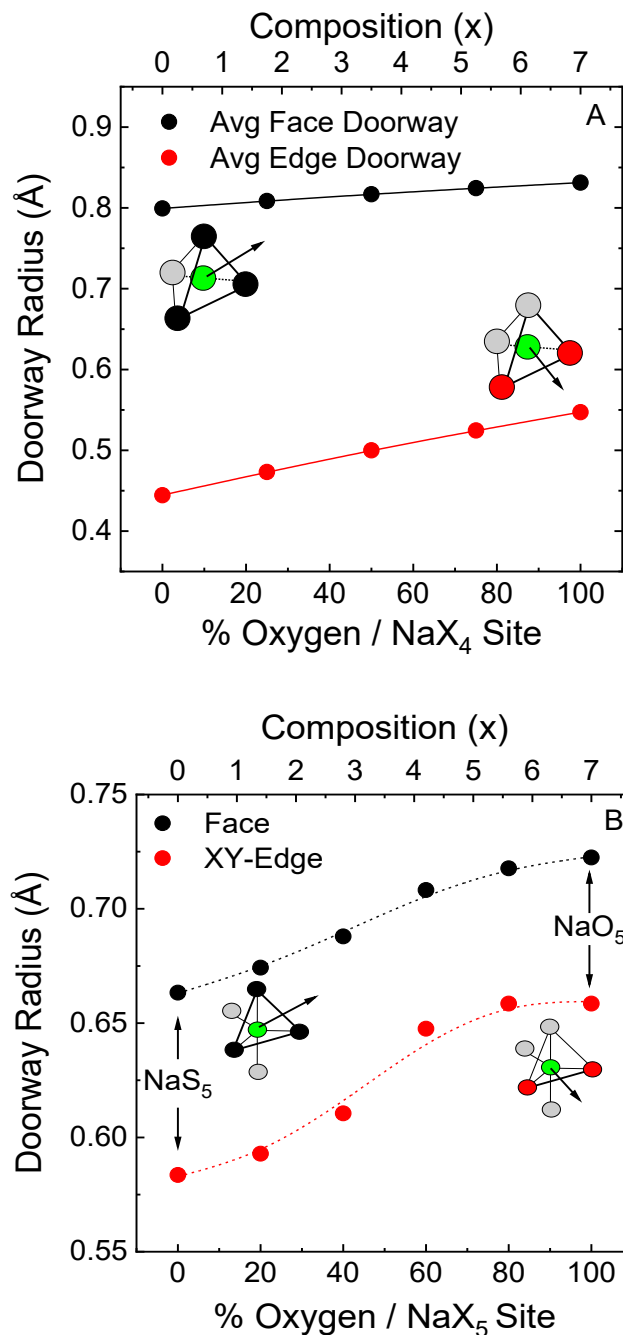 Composition (x)
0 1 2 3 4 5 6 7
A
Avg Face Doorway
Avg Edge Doorway
Doorway Radius (Å)
0.9
0.8
0.7
0.6
0.5
0.4
0 20 40 60 80 100
% Oxygen / NaX₄ Site
Composition (x)
0 1 2 3 4 5 6 7
B
Face
XY-Edge
Doorway Radius (Å)
0.75
0.70
0.65
0.60
0.55
NaO₅
NaS₅
0 20 40 60 80 100
% Oxygen / NaX₅ Site